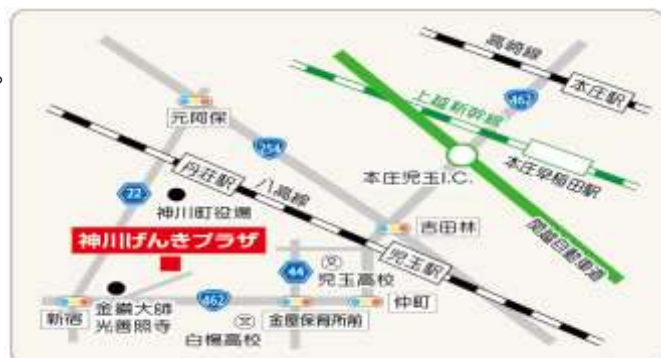 高崎線
本庄駅
462
上越新幹線
本庄早稲田駅
元阿保
254
本庄児玉I.C.
関越自動車道
丹荘駅
八高線
22
神川町役場
吉田林
神川げんきプラザ
児玉駅
44
文
児玉高校
金鑚大師
光善照寺
462
新宿
文
白楊高校
金屋保育所前
仲町